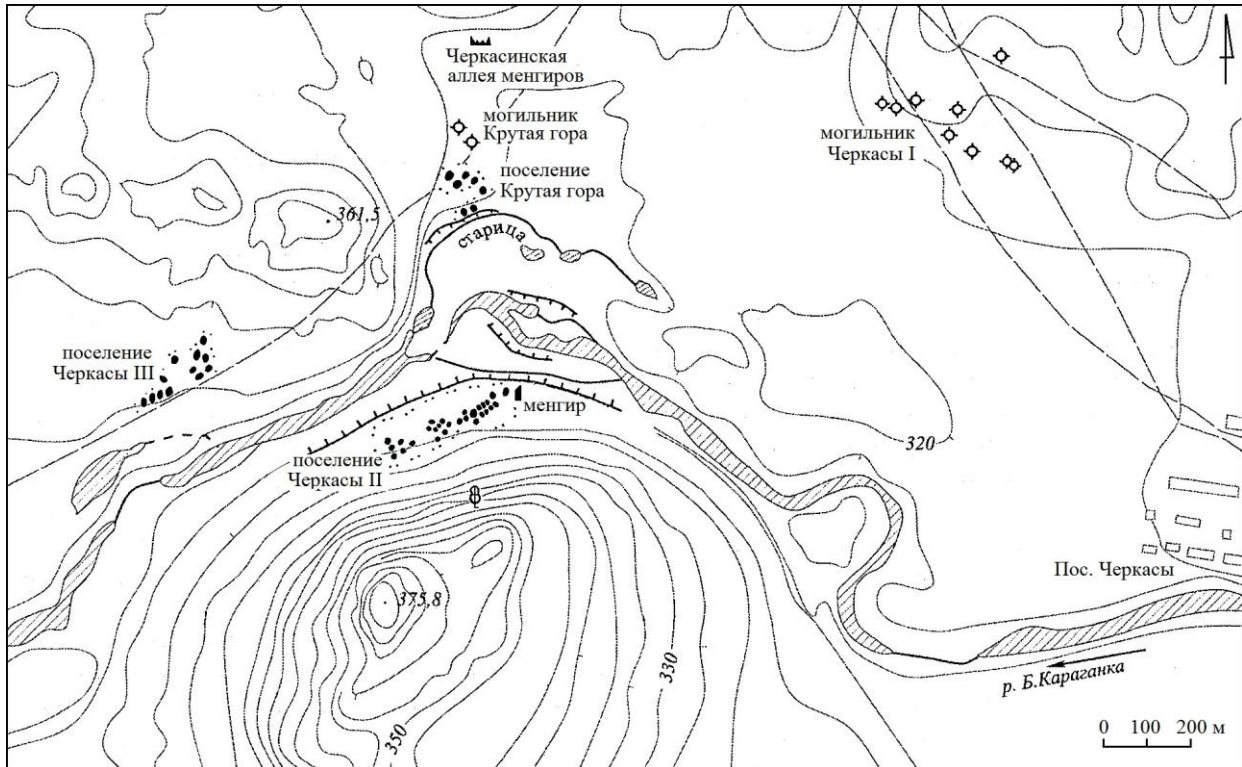 Черкасинская
аллея менгиров
могильник
Крутая гора
поселение
Крутая гора
могильник
Черкасы I
361,5
старица
поселение
Черкасы III
менгир
320
поселение
Черкасы II
Пос. Черкасы
375,8
330
р. Б.Караганка
350
0 100 200 м